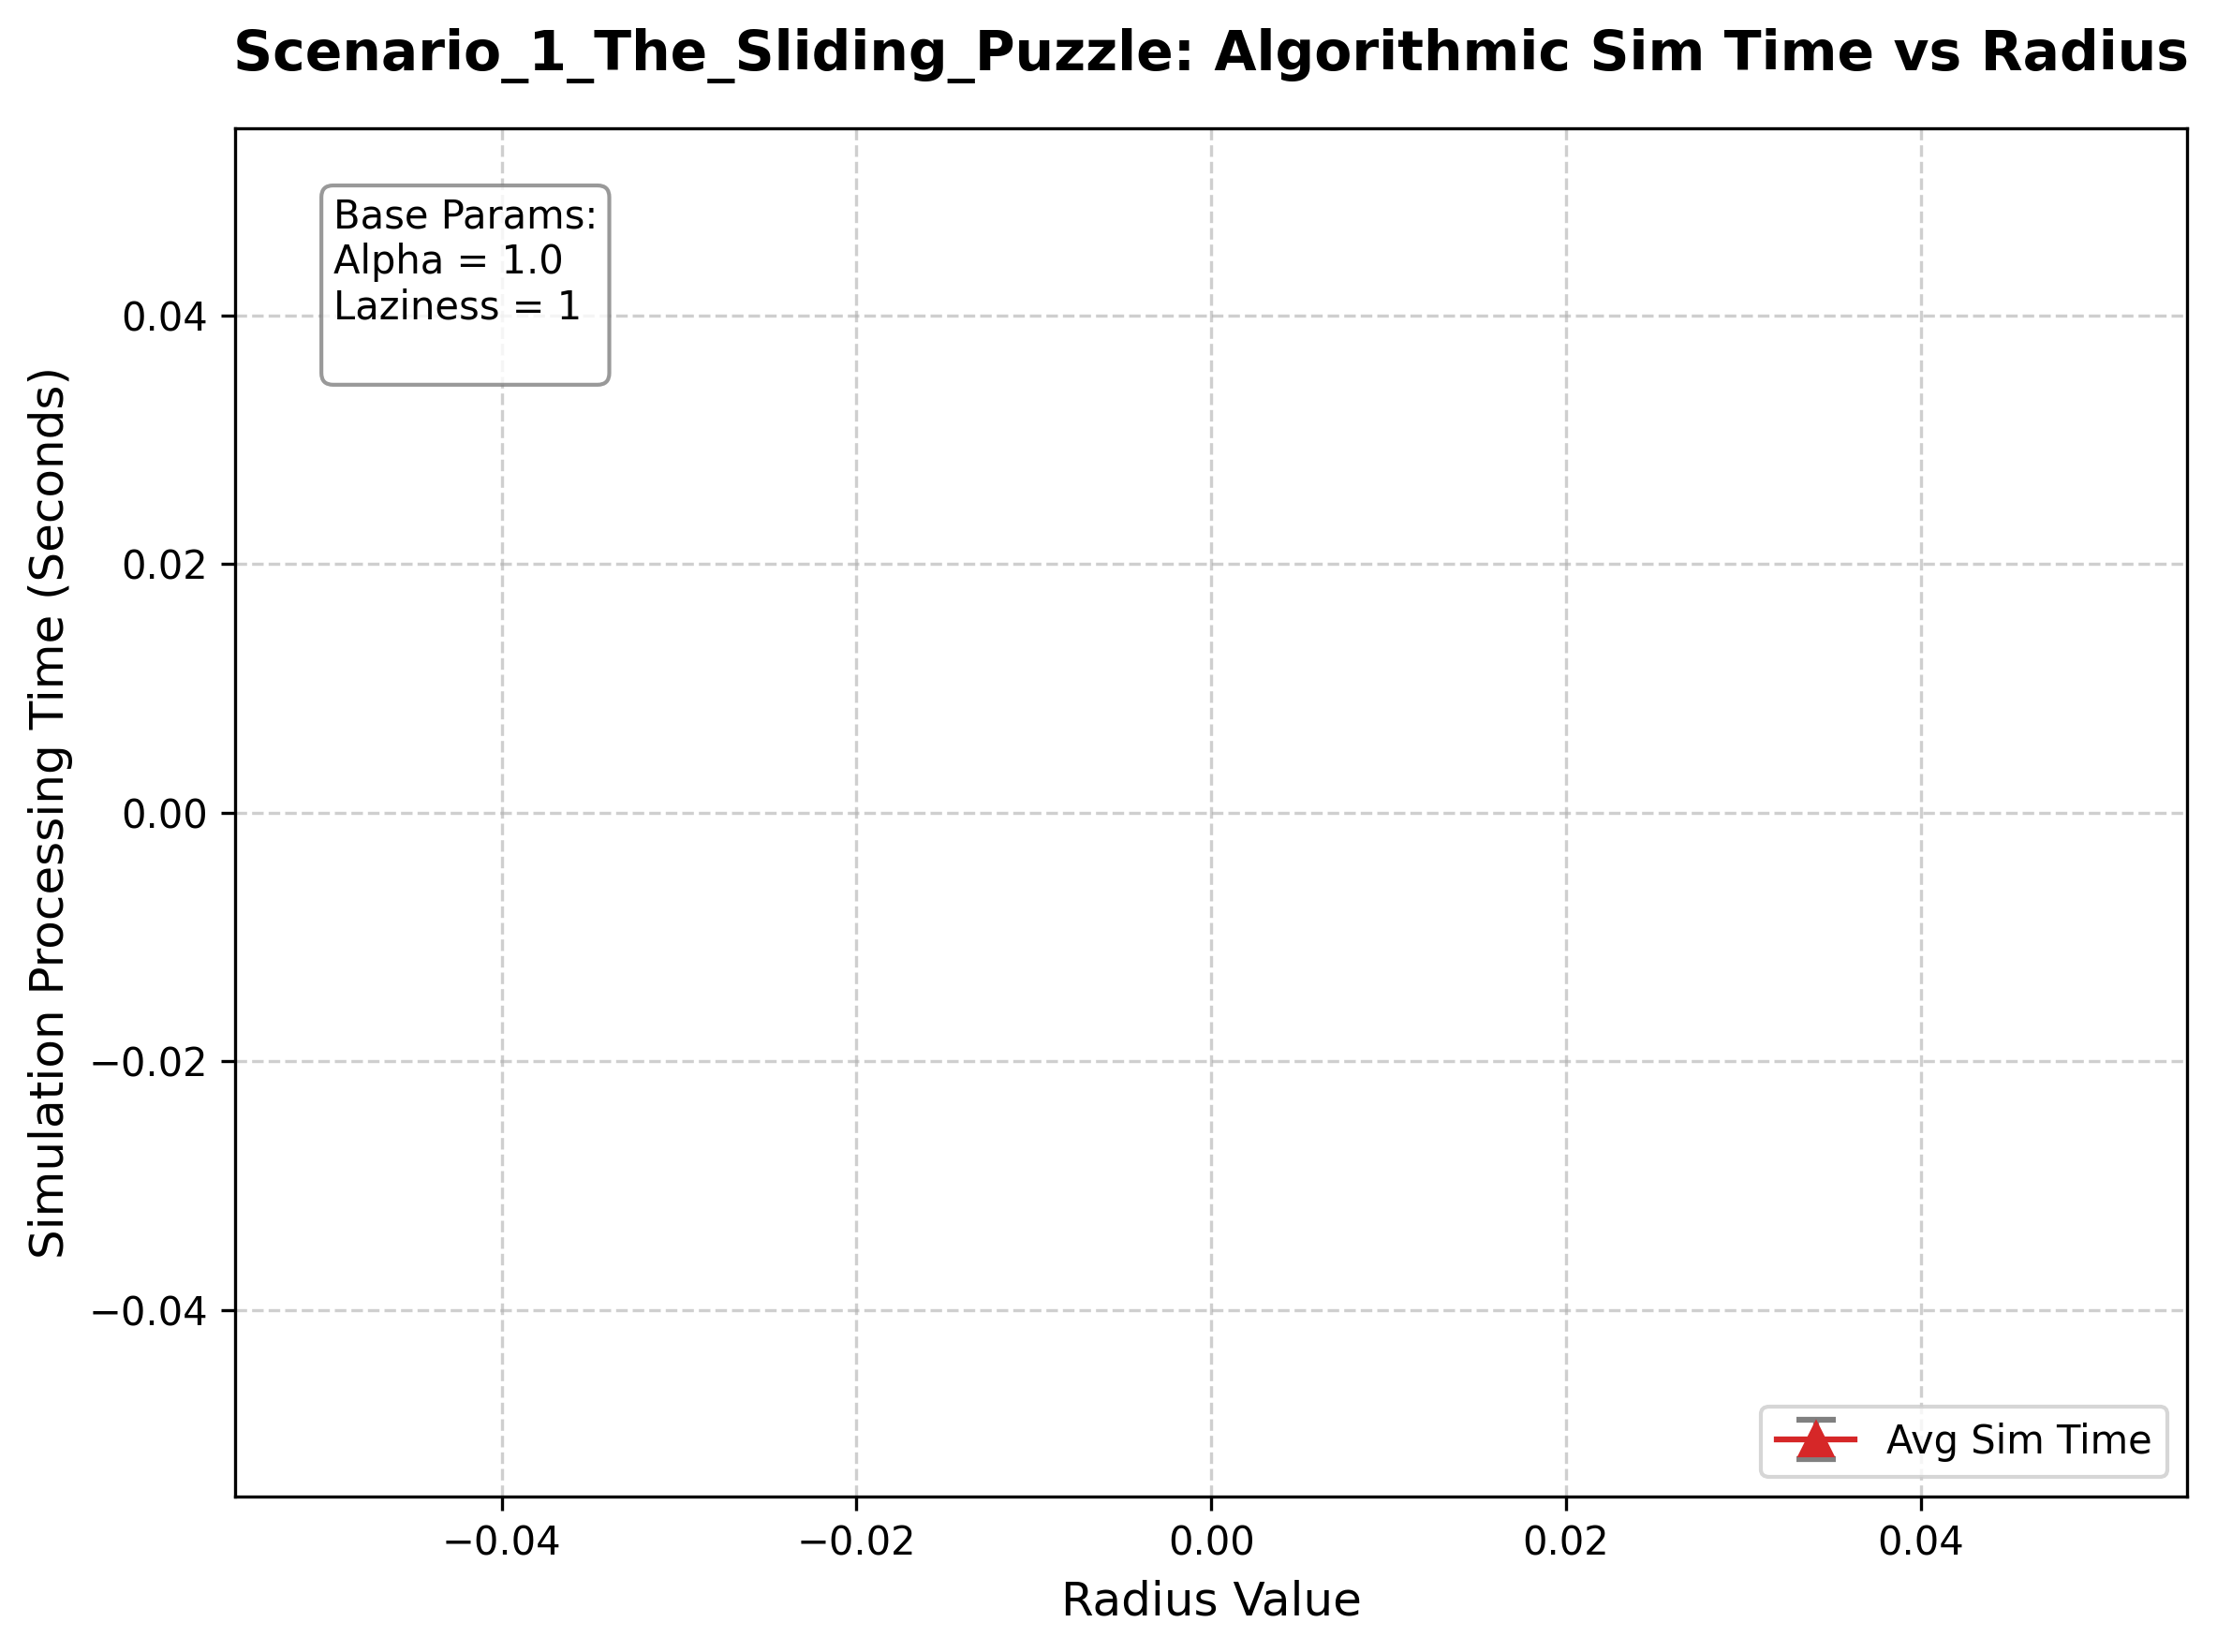 Scenario_1_The_Sliding_Puzzle: Algorithmic Sim Time vs Radius
Base Params:
Alpha = 1.0
Laziness = 1
Simulation Processing Time (Seconds)
0.04
0.02
0.00
−0.02
−0.04
Avg Sim Time
−0.04
−0.02
0.00
0.02
0.04
Radius Value